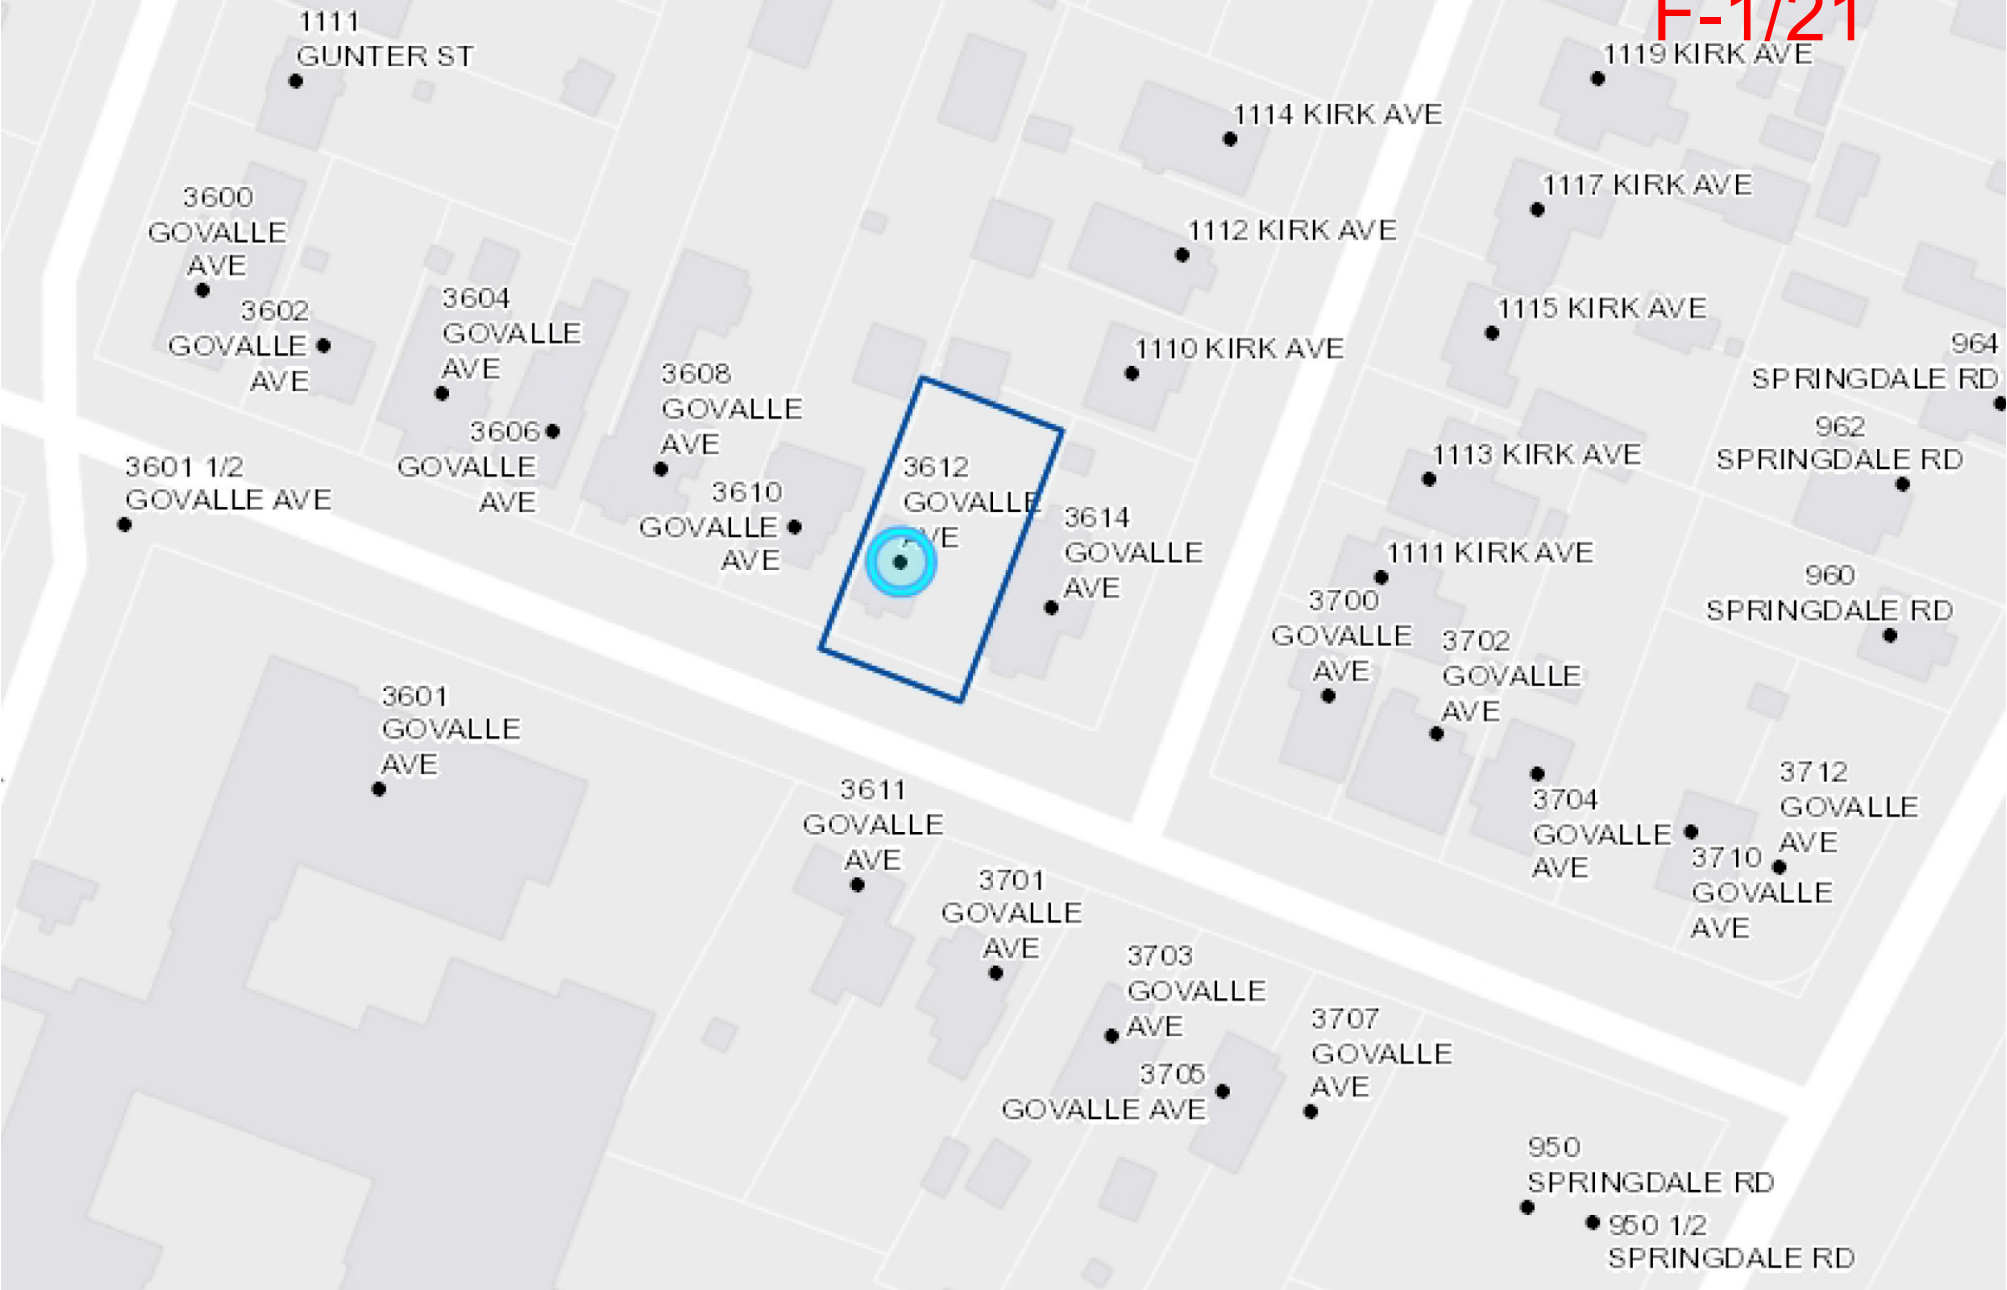 F-1/21
1111
GUNTER ST
1119 KIRK AVE
1114 KIRK AVE
1117 KIRK AVE
3600
GOVALLE
AVE
1112 KIRK AVE
3602
GOVALLE
AVE
3604
GOVALLE
AVE
1115 KIRK AVE
1110 KIRK AVE
964
SPRINGDALE RD
3608
GOVALLE
AVE
3606
GOVALLE
AVE
962
SPRINGDALE RD
1113 KIRK AVE
3601 1/2
GOVALLE AVE
3612
GOVALLE
AVE
3610
GOVALLE
AVE
3614
GOVALLE
AVE
1111 KIRK AVE
960
SPRINGDALE RD
3700
GOVALLE
AVE
3702
GOVALLE
AVE
3601
GOVALLE
AVE
3611
GOVALLE
AVE
3704
GOVALLE
AVE
3712
GOVALLE
AVE
3710
GOVALLE
AVE
3701
GOVALLE
AVE
3703
GOVALLE
AVE
3707
GOVALLE
AVE
3705
GOVALLE AVE
950
SPRINGDALE RD
950 1/2
SPRINGDALE RD